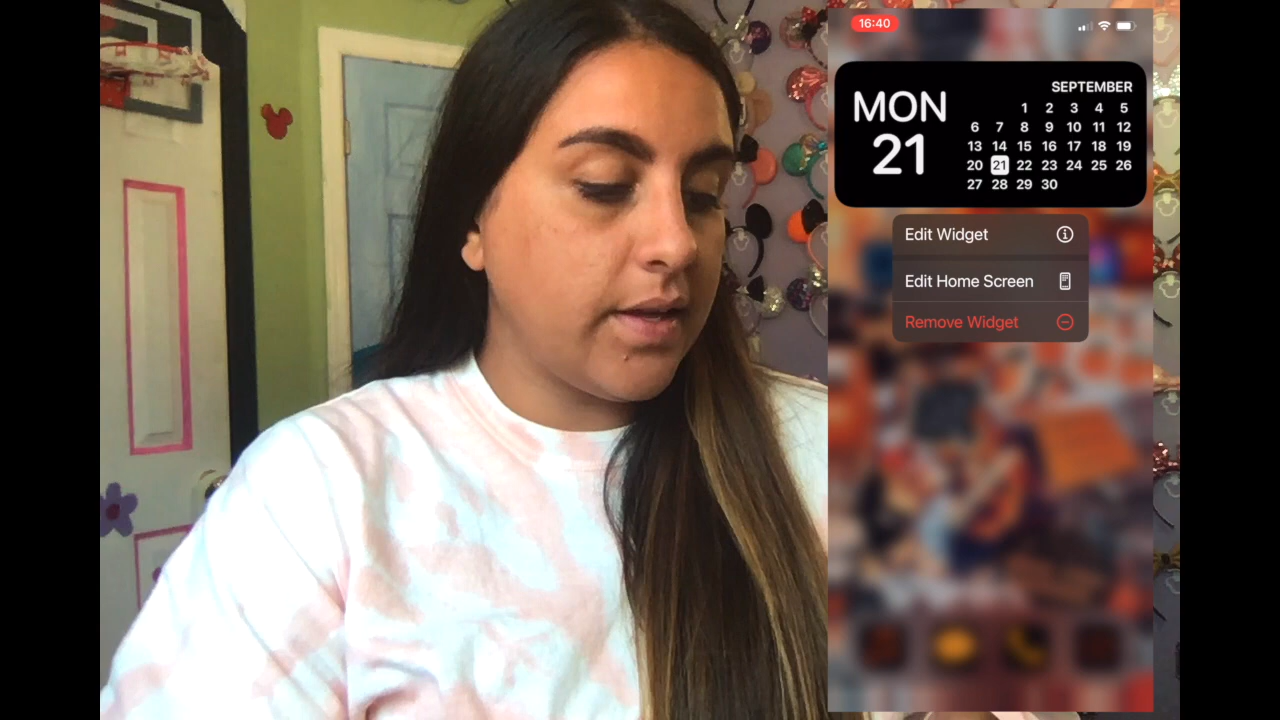 16:40
MON
21
SEPTEMBER
1 2 3 4 5
6 7 8 9 10 11 12
13 14 15 16 17 18 19
20 21 22 23 24 25 26
27 28 29 30
Edit Widget
Edit Home Screen
Remove Widget